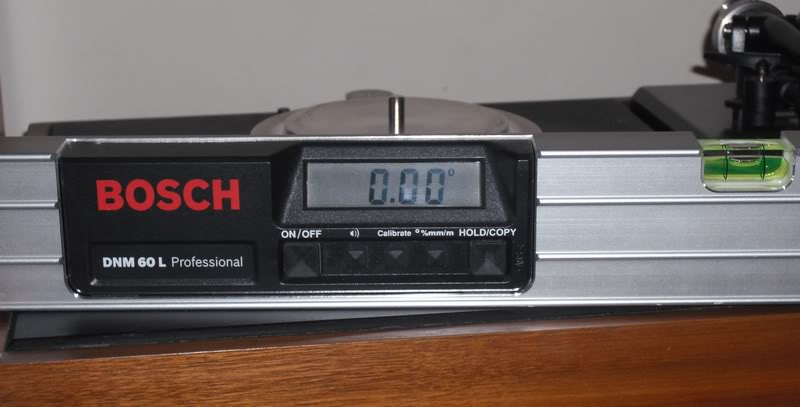 BOSCH
0.00°
ON/OFF Calibrate °%mm/m HOLD/COPY
DNM 60 L Professional